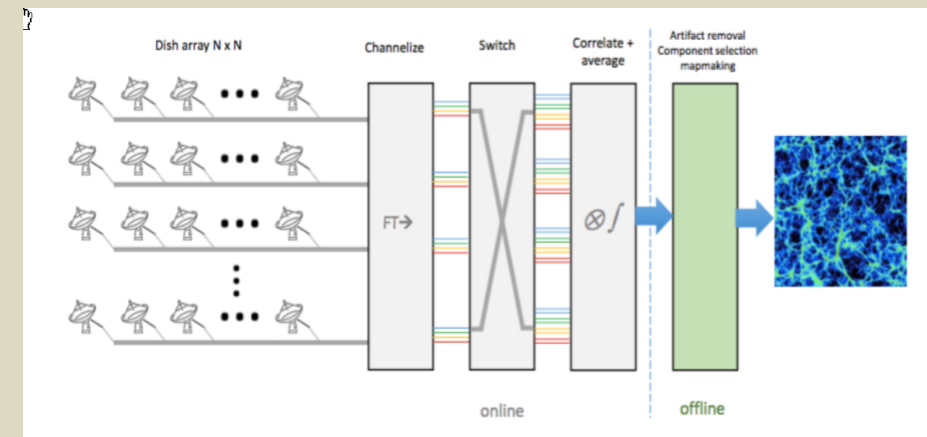 Dish array N x N
Channelize
Switch
Correlate +
average
Artifact removal
Component selection
mapmaking
FT→
⊗∫
online
offline